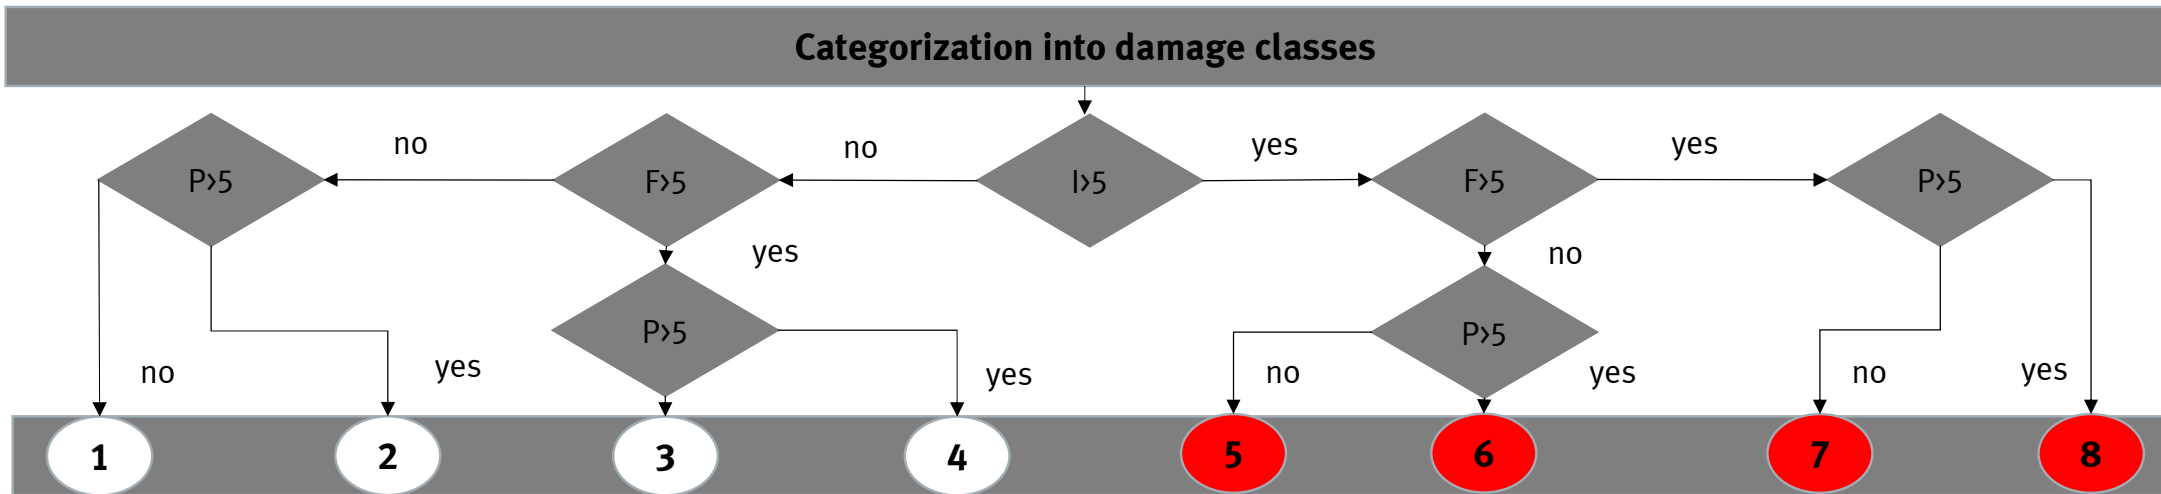 Categorization into damage classes
no
no
yes
yes
P>5
F>5
I>5
F>5
P>5
yes
no
P>5
P>5
no
yes
yes
no
yes
no
yes
1
2
3
4
5
6
7
8